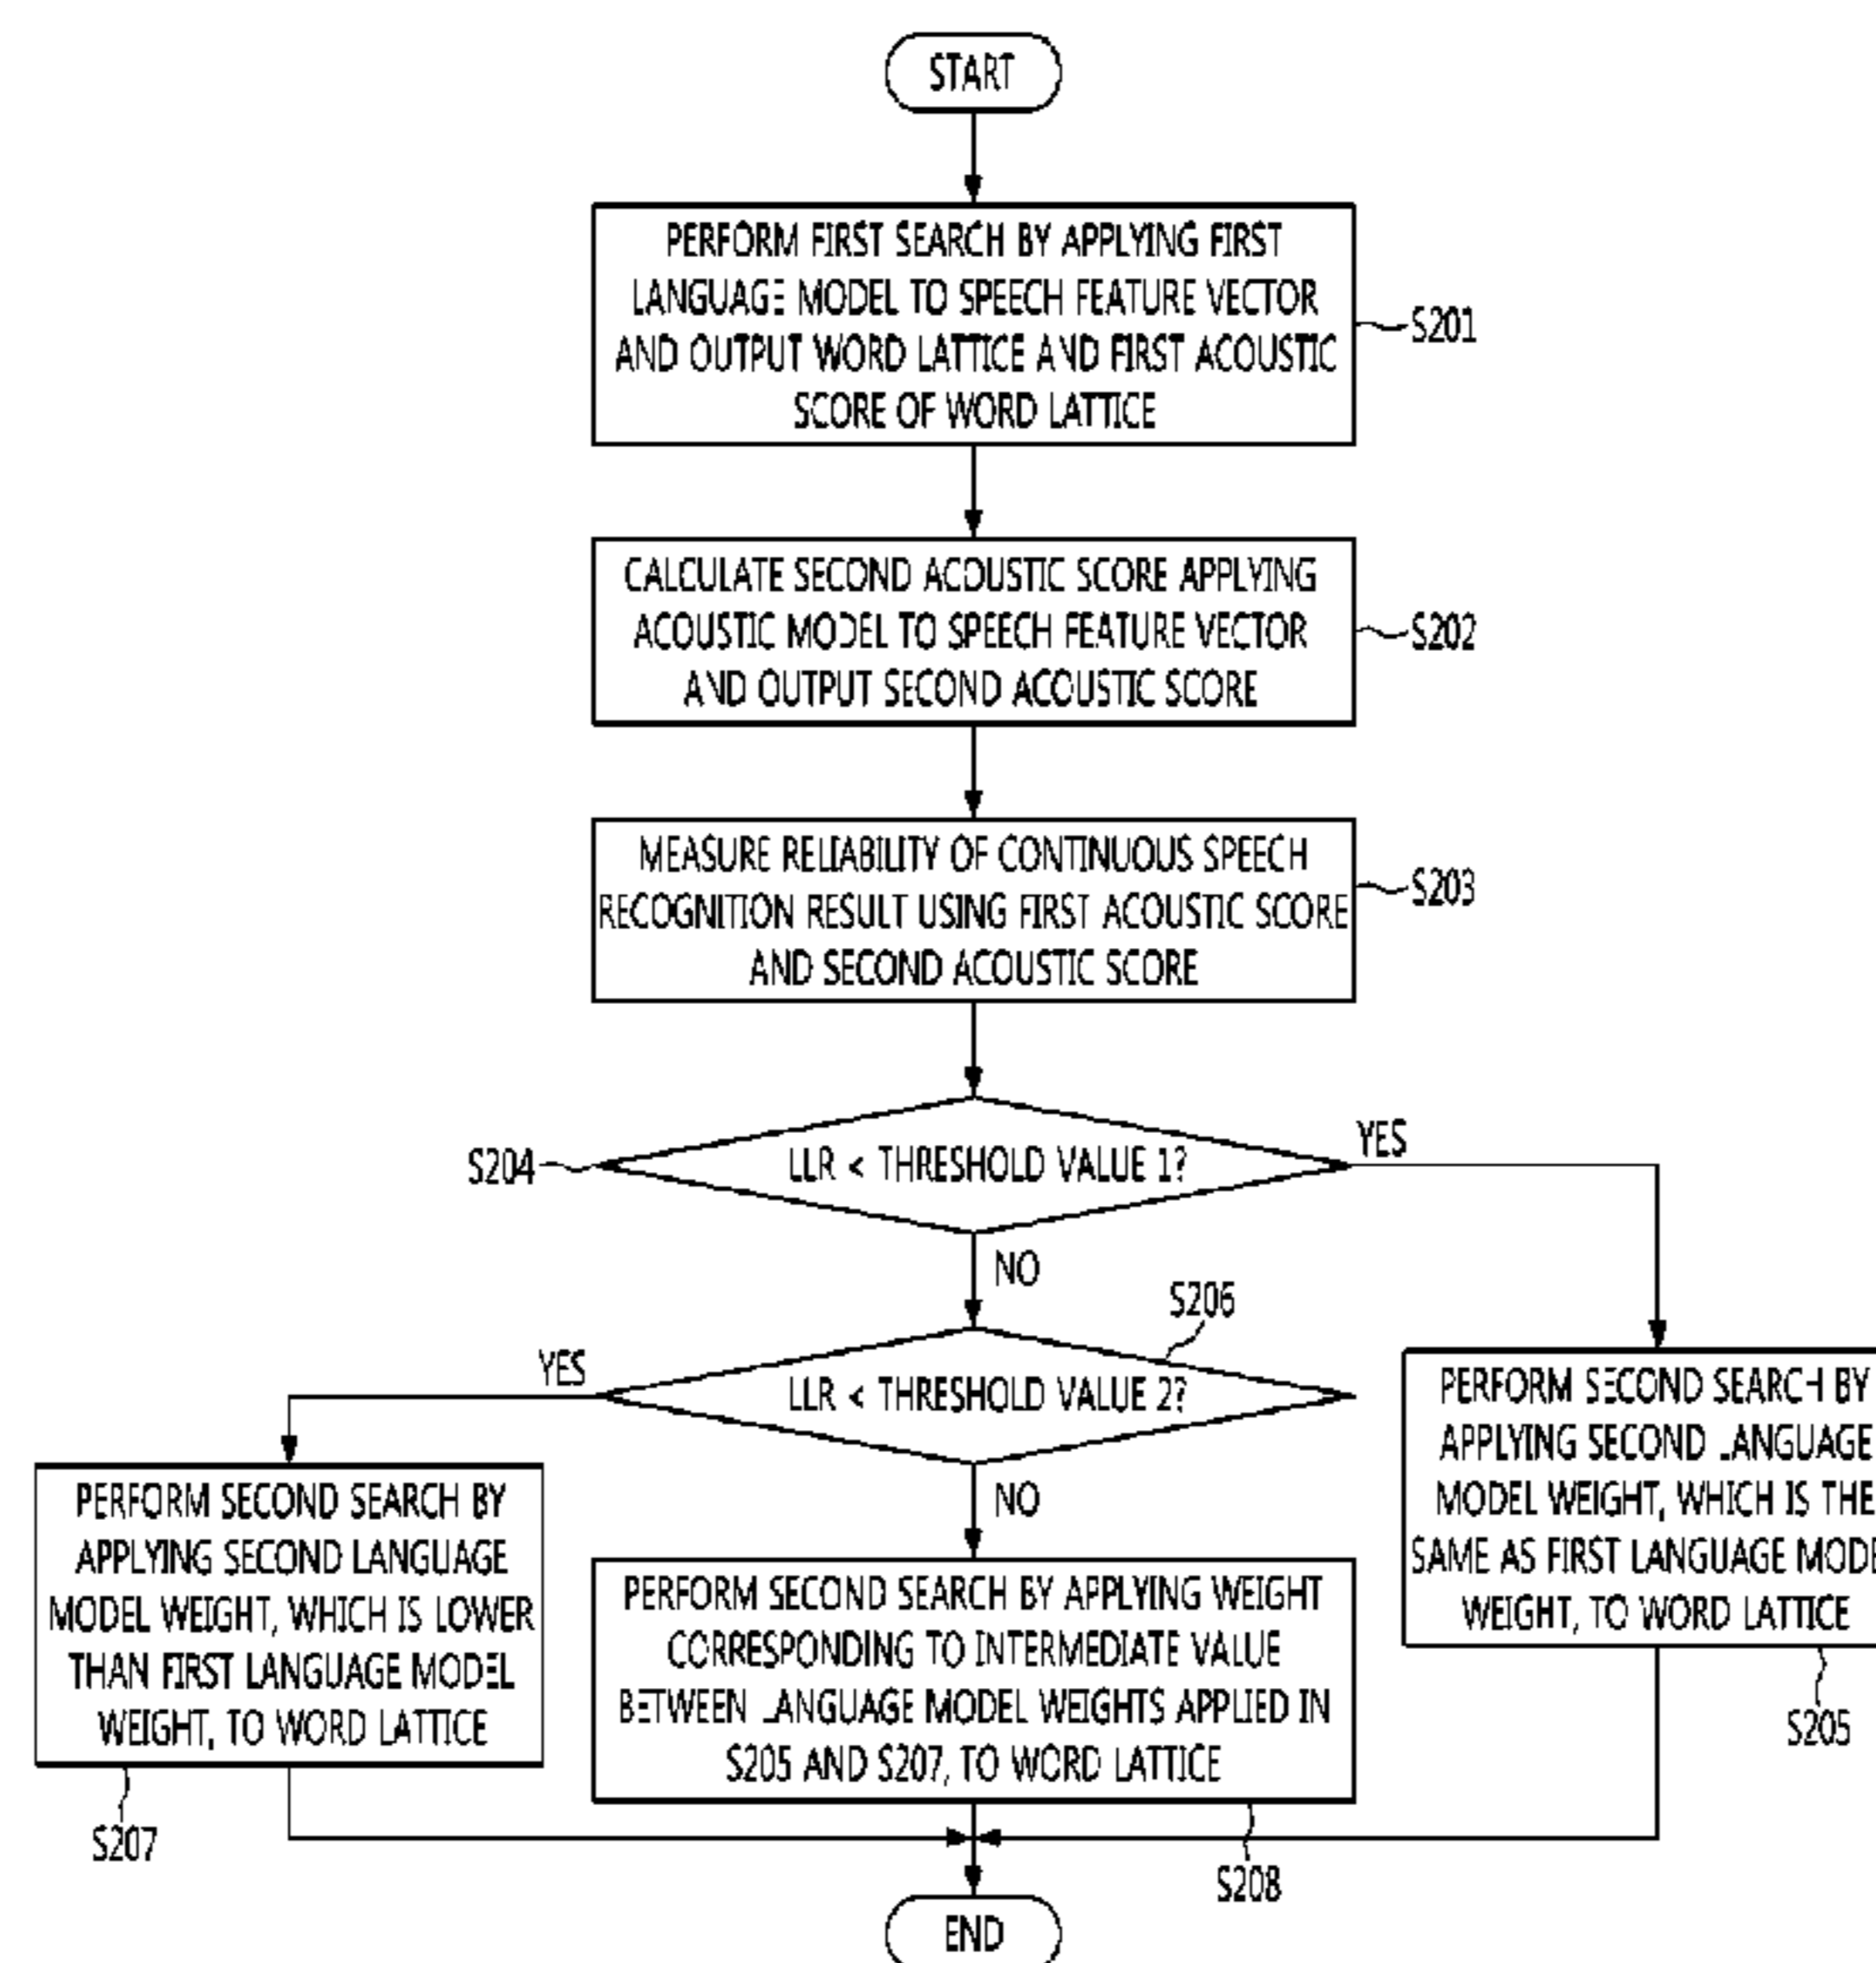 START
PERFORM FIRST SEARCH BY APPLYING FIRST
LANGUAGE MODEL TO SPEECH FEATURE VECTOR
AND OUTPUT WORD LATTICE AND FIRST ACOUSTIC
SCORE OF WORD LATTICE
S201
CALCULATE SECOND ACOUSTIC SCORE APPLYING
ACOUSTIC MODEL TO SPEECH FEATURE VECTOR
AND OUTPUT SECOND ACOUSTIC SCORE
S202
MEASURE RELIABILITY OF CONTINUOUS SPEECH
RECOGNITION RESULT USING FIRST ACOUSTIC SCORE
AND SECOND ACOUSTIC SCORE
S203
S204
LLR < THRESHOLD VALUE 1?
YES
NO
S206
YES
LLR < THRESHOLD VALUE 2?
NO
PERFORM SECOND SEARCH BY
APPLYING SECOND LANGUAGE
MODEL WEIGHT, WHICH IS THE
SAME AS FIRST LANGUAGE MODE
WEIGHT, TO WORD LATTICE
S205
PERFORM SECOND SEARCH BY
APPLYING SECOND LANGUAGE
MODEL WEIGHT, WHICH IS LOWER
THAN FIRST LANGUAGE MODEL
WEIGHT, TO WORD LATTICE
S207
PERFORM SECOND SEARCH BY APPLYING WEIGHT
CORRESPONDING TO INTERMEDIATE VALUE
BETWEEN LANGUAGE MODEL WEIGHTS APPLIED IN
S205 AND S207, TO WORD LATTICE
S208
END